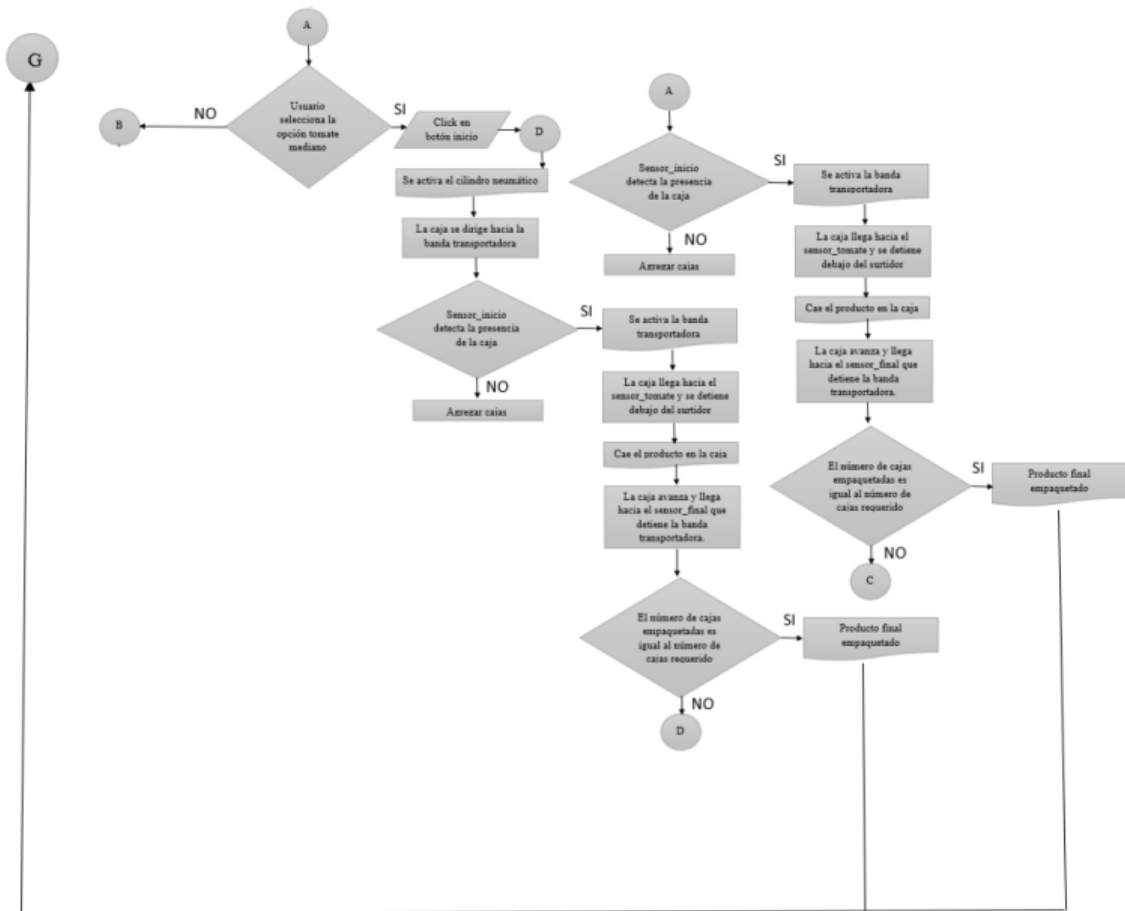 G
A
Usuario
selecciona la
opción tomate
mediano
NO
B
SI
Click en
botón inicio
D
Se activa el cilindro neumático
La caja se dirige hacia la
banda transportadora
Sensor_inicio
detecta la presencia
de la caja
NO
Agregar cajas
SI
Se activa la banda
transportadora
La caja llega hacia el
sensor_tomate y se detiene
debajo del surtidor
Cae el producto en la caja
La caja avanza y llega
hacia el sensor_final que
detiene la banda
transportadora.
El número de cajas
empaquetadas es
igual al número de
cajas requerido
SI
Producto final
empaquetado
NO
D
A
Sensor_inicio
detecta la presencia
de la caja
NO
Agregar cajas
SI
Se activa la banda
transportadora
La caja llega hacia el
sensor_tomate y se detiene
debajo del surtidor
Cae el producto en la caja
La caja avanza y llega
hacia el sensor_final que
detiene la banda
transportadora.
El número de cajas
empaquetadas es
igual al número de
cajas requerido
SI
Producto final
empaquetado
NO
C